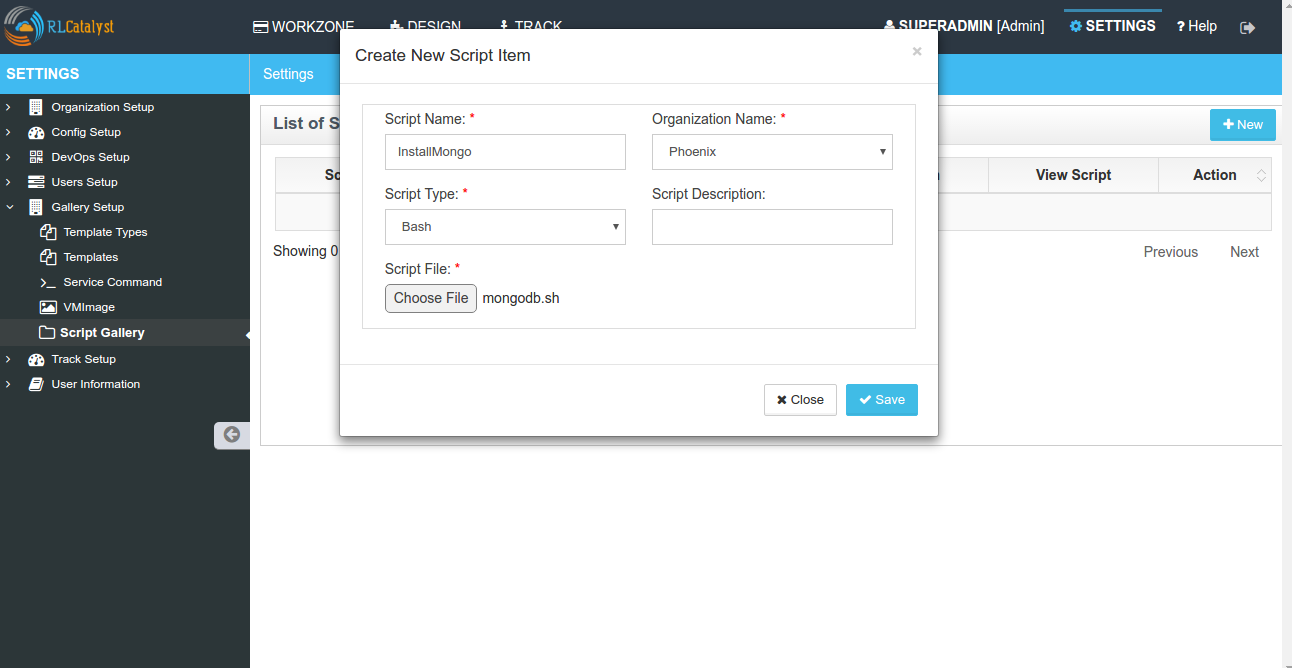 RLCatalyst
WORKZONE DESIGN TRACK SUPERADMIN [Admin] SETTINGS ? Help
SETTINGS
Settings
Organization Setup
Config Setup
DevOps Setup
Users Setup
Gallery Setup
Template Types
Templates
Service Command
VMImage
Script Gallery
Track Setup
User Information
List of S
New
View Script Action
Showing 0
Previous Next
Create New Script Item ×
Script Name: * Organization Name: *
InstallMongo Phoenix
Script Type: * Script Description:
Bash
Script File: *
Choose File mongodb.sh
Close Save